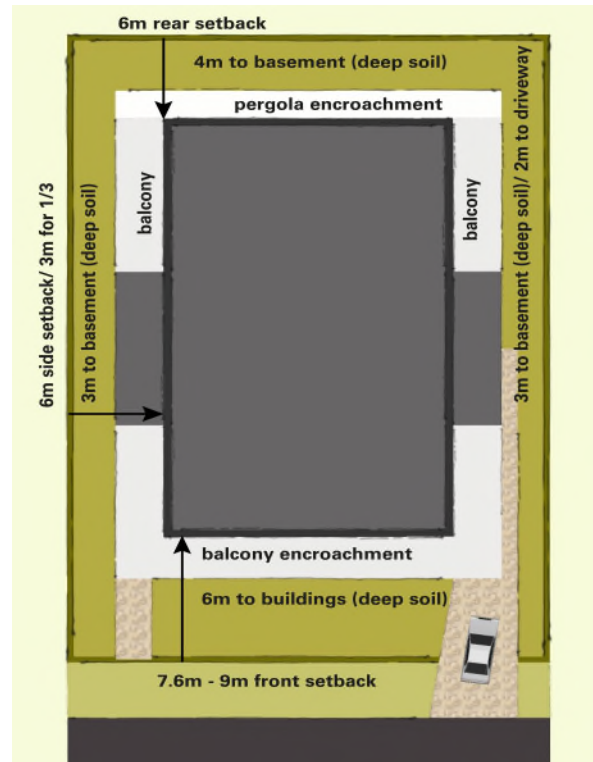 6m rear setback
4m to basement (deep soil)
pergola encroachment
balcony
balcony
6m side setback/ 3m for 1/3
3m to basement (deep soil)
3m to basement (deep soil)/ 2m to driveway
balcony encroachment
6m to buildings (deep soil)
7.6m - 9m front setback